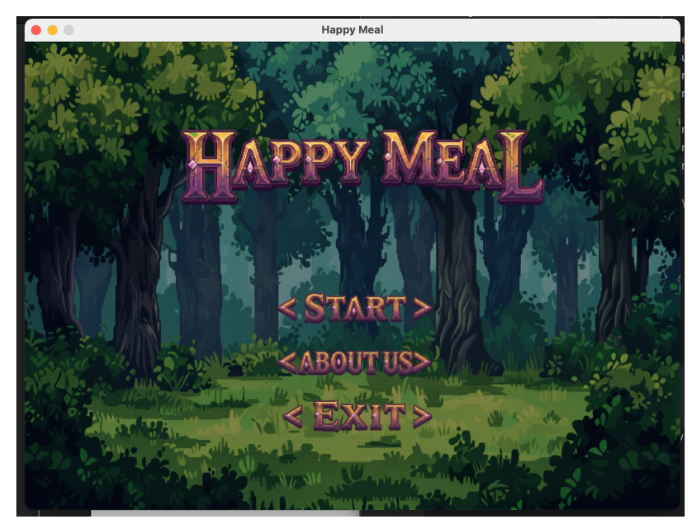 Happy Meal
HAPPY MEAL
< START >
<ABOUT US>
< EXIT >